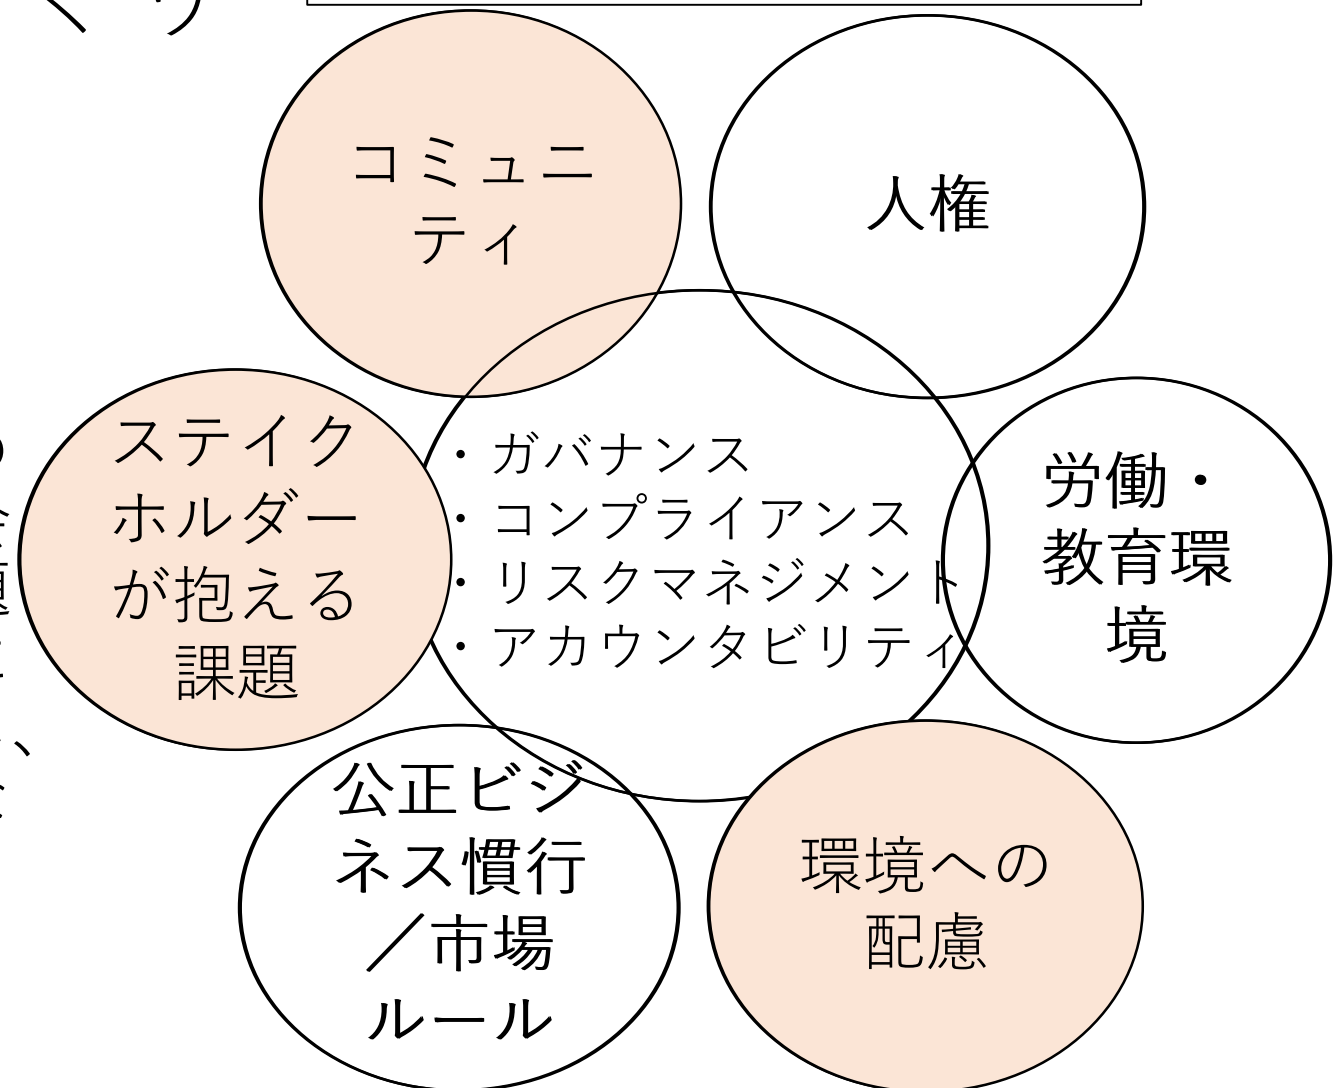 コミュニ
ティ
人権
ステイク
ホルダー
が抱える
課題
・ガバナンス
・コンプライアンス
・リスクマネジメント
・アカウンタビリティ
労働・
教育環
境
公正ビジ
ネス慣行
／市場
ルール
環境への
配慮